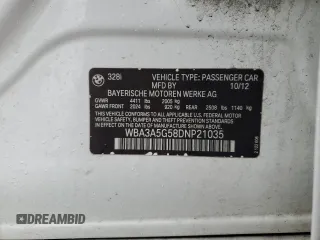 328i VEHICLE TYPE: PASSENGER CAR
MFD BY 10/12
BAYERISCHE MOTOREN WERKE AG
GVWR 4411 lbs 2005 kg
GAWR FRONT 2024 lbs 920 kg REAR 2508 lbs 1140 kg
THIS VEHICLE CONFORMS TO ALL APPLICABLE FEDERAL MOTOR
VEHICLE SAFETY, BUMPER, AND THEFT PREVENTION STANDARDS
IN EFFECT ON THE DATE OF MANUFACTURE SHOWN ABOVE.
WBA3A5G58DNP21035
DREAMBID